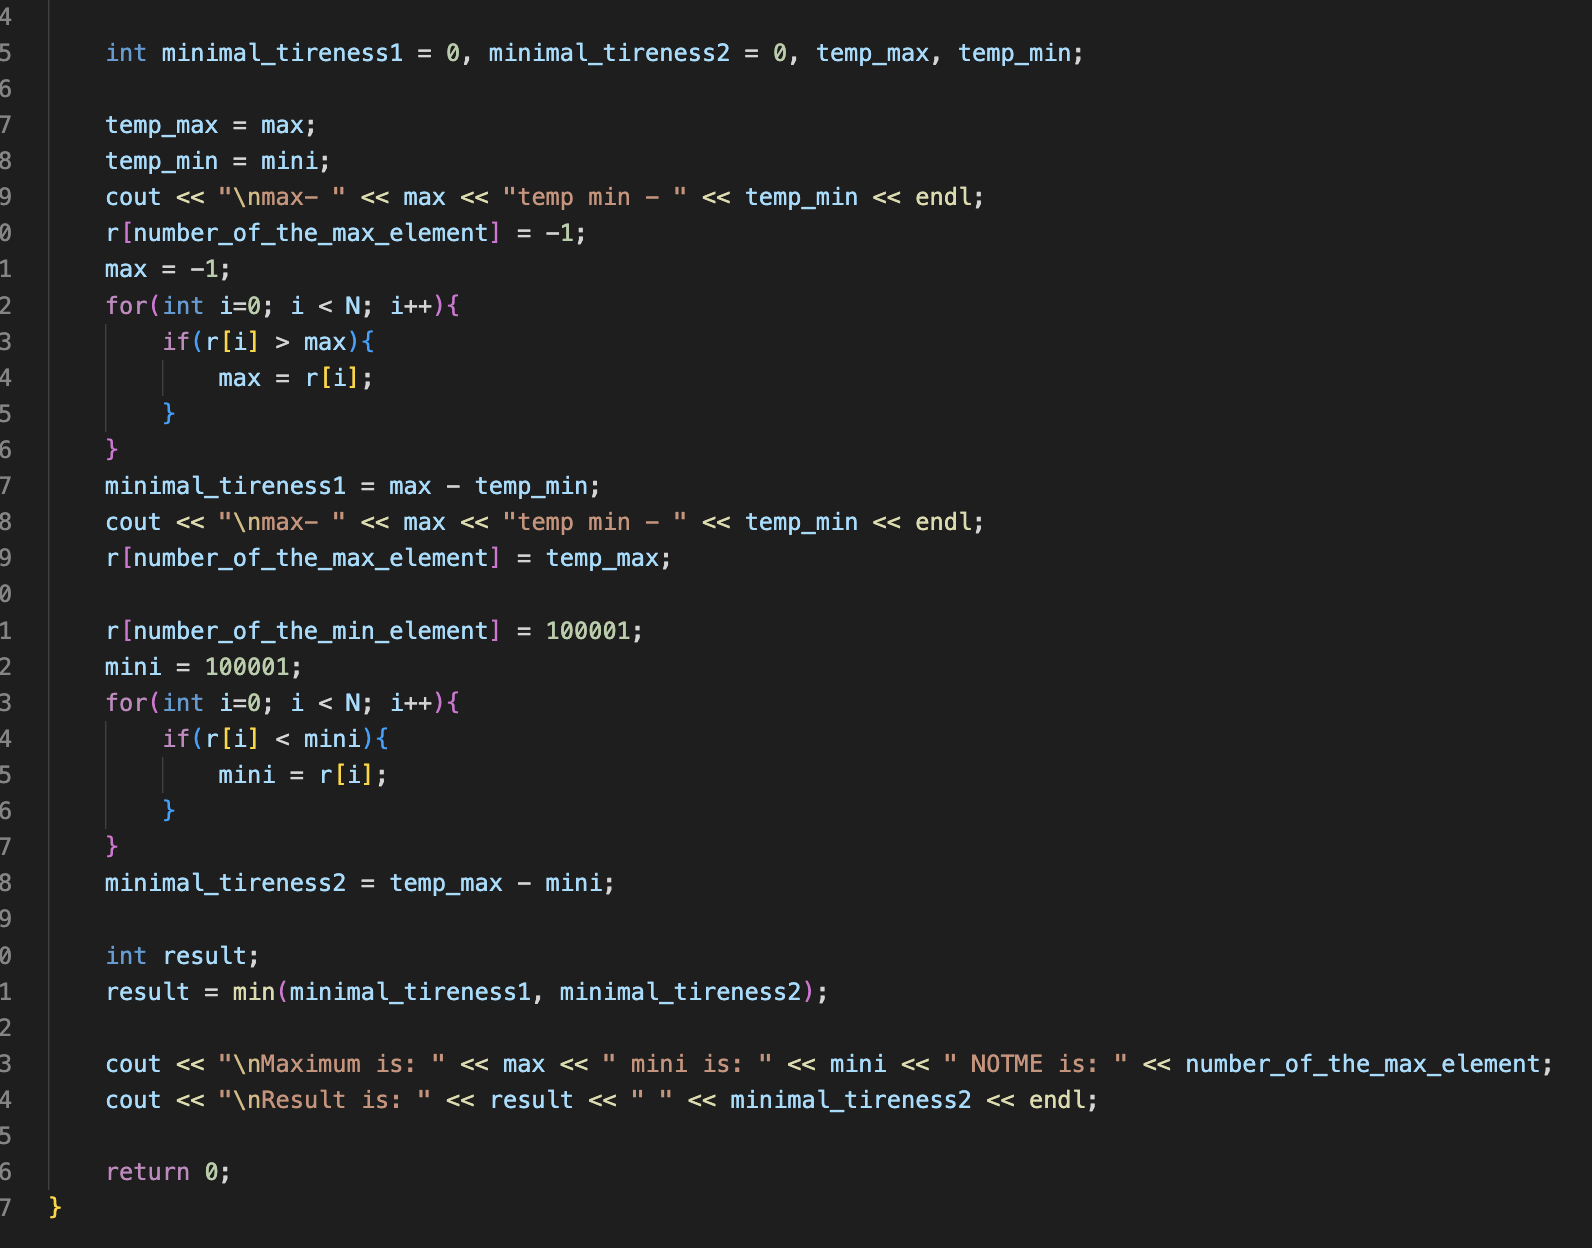 4
5 int minimal_tireness1 = 0, minimal_tireness2 = 0, temp_max, temp_min;
6
7 temp_max = max;
8 temp_min = mini;
9 cout << "\nmax- " << max << "temp min - " << temp_min << endl;
0 r[number_of_the_max_element] = -1;
1 max = -1;
2 for(int i=0; i < N; i++){
3 if(r[i] > max){
4 max = r[i];
5 }
6 }
7 minimal_tireness1 = max - temp_min;
8 cout << "\nmax- " << max << "temp min - " << temp_min << endl;
9 r[number_of_the_max_element] = temp_max;
0
1 r[number_of_the_min_element] = 100001;
2 mini = 100001;
3 for(int i=0; i < N; i++){
4 if(r[i] < mini){
5 mini = r[i];
6 }
7 }
8 minimal_tireness2 = temp_max - mini;
9
0 int result;
1 result = min(minimal_tireness1, minimal_tireness2);
2
3 cout << "\nMaximum is: " << max << " mini is: " << mini << " NOTME is: " << number_of_the_max_element;
4 cout << "\nResult is: " << result << " " << minimal_tireness2 << endl;
5
6 return 0;
7 }